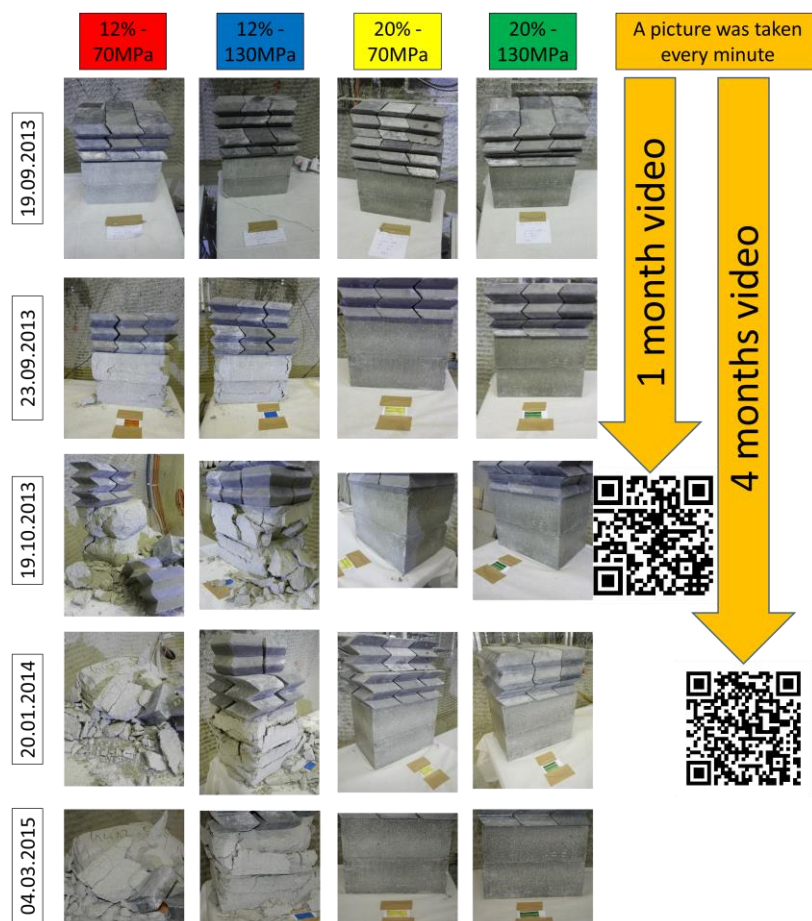 12% -
70MPa
12% -
130MPa
20% -
70MPa
20% -
130MPa
A picture was taken
every minute
19.09.2013
23.09.2013
19.10.2013
20.01.2014
04.03.2015
1 month video
4 months video